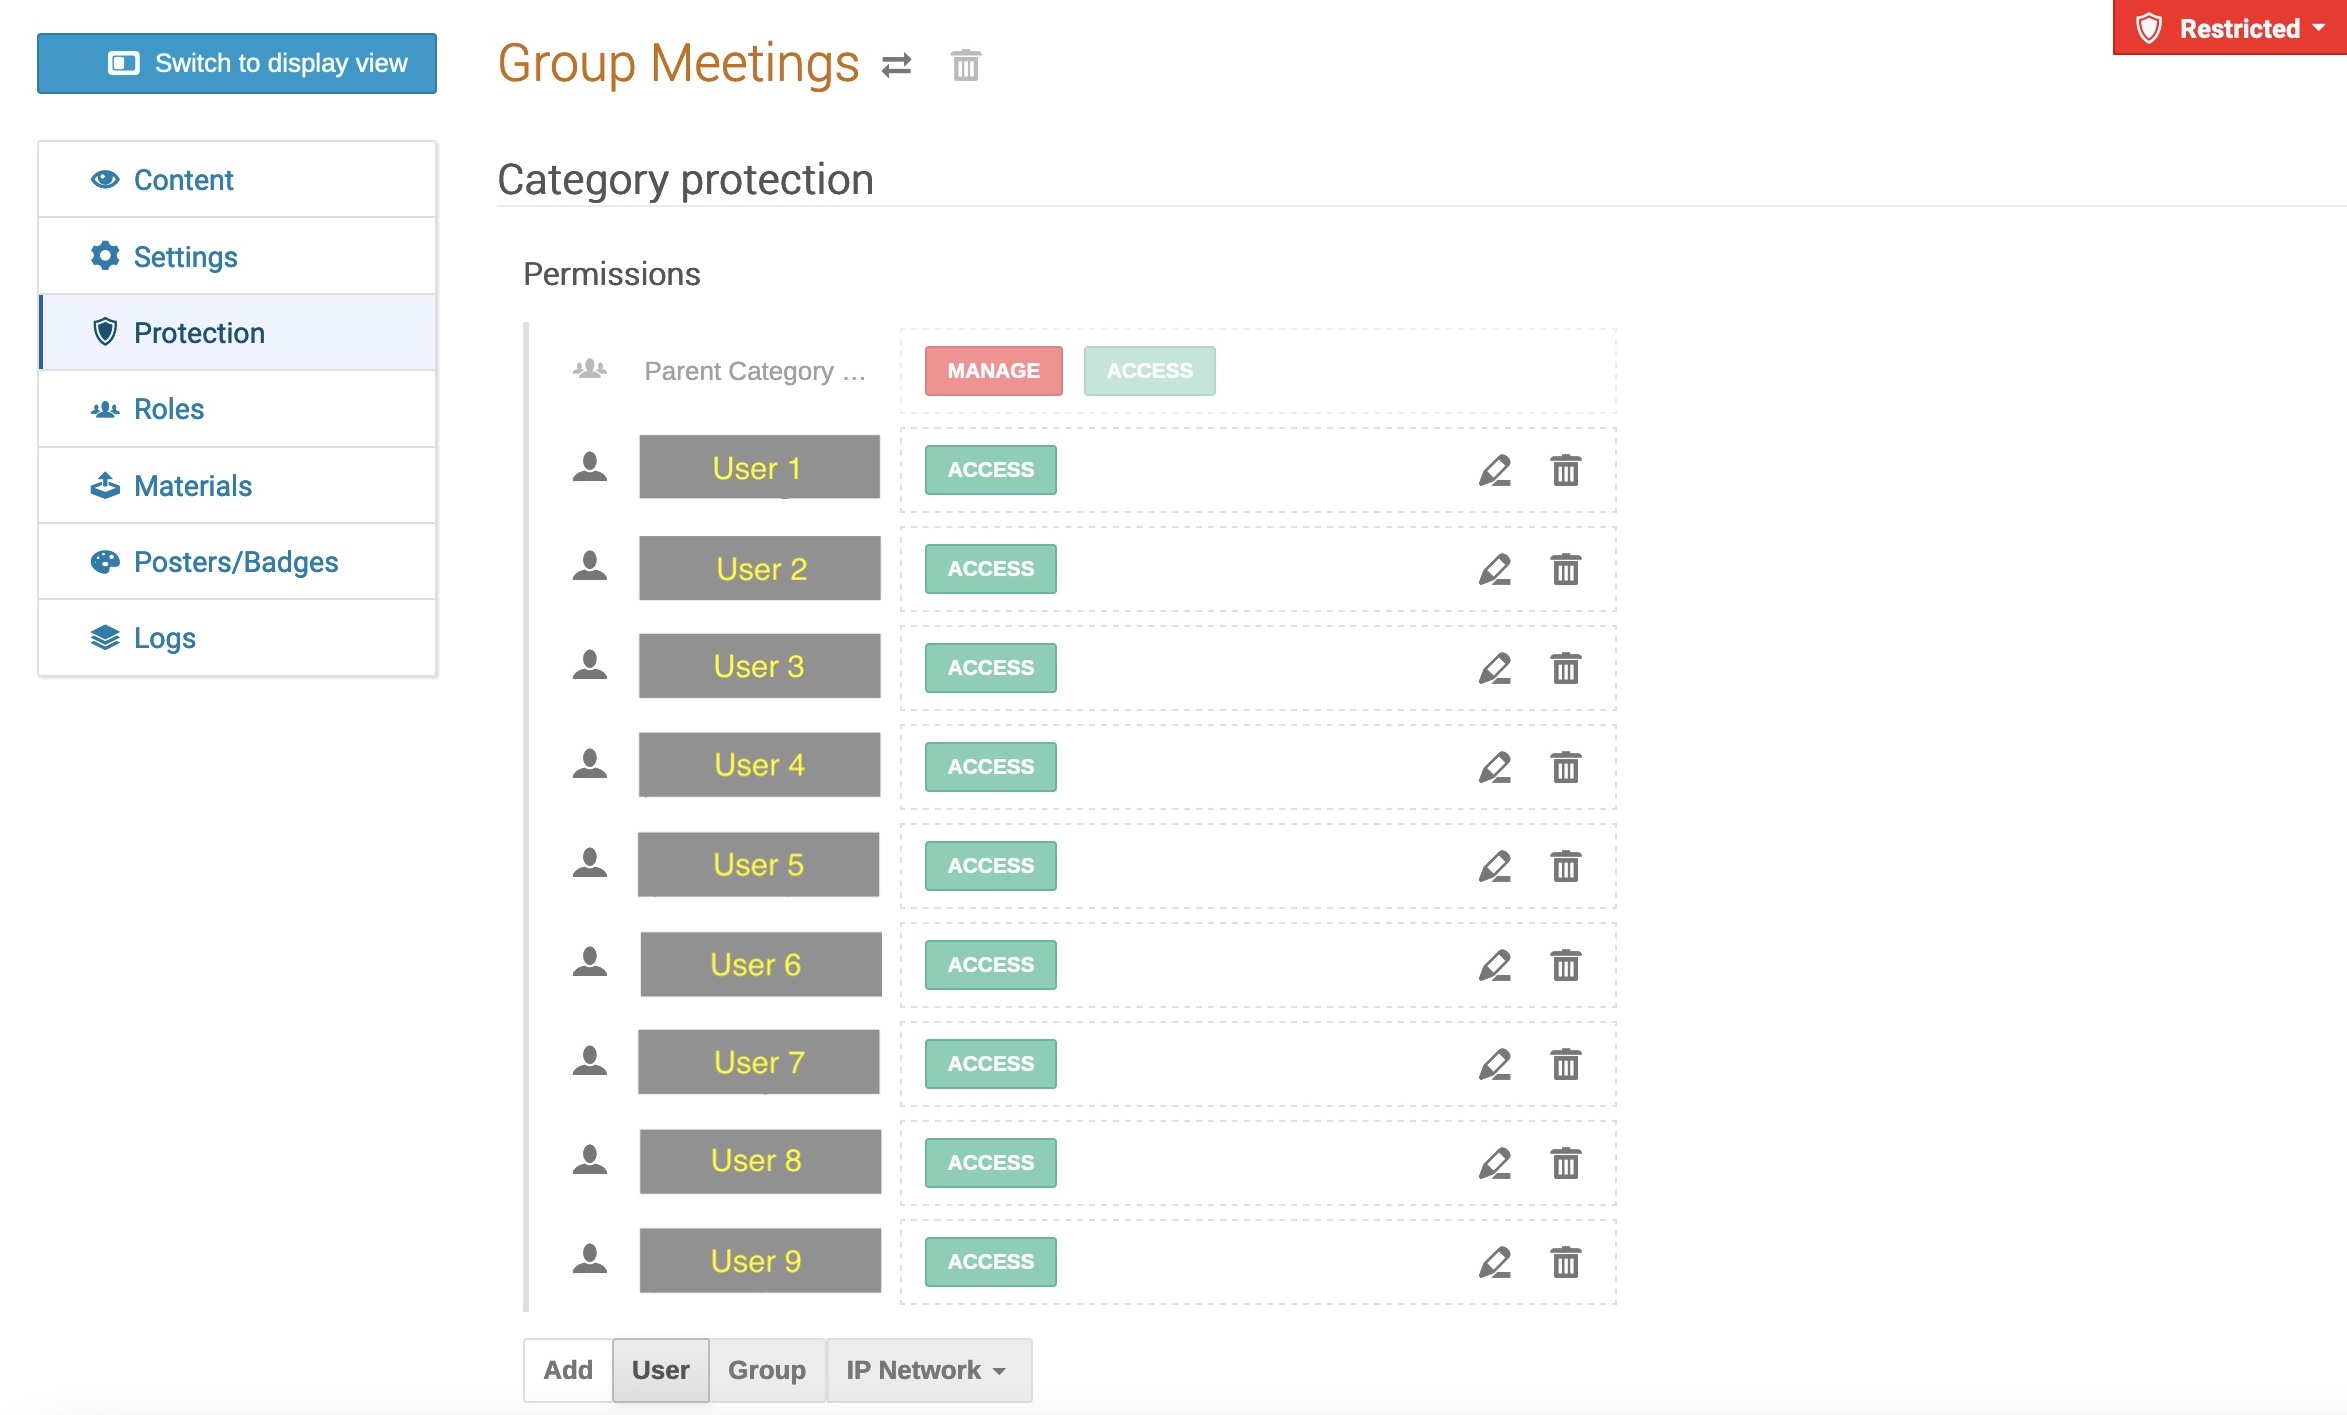 Switch to display view
Group Meetings
Restricted
Content
Settings
Protection
Roles
Materials
Posters/Badges
Logs
Category protection
Permissions
Parent Category ... MANAGE ACCESS
User 1 ACCESS
User 2 ACCESS
User 3 ACCESS
User 4 ACCESS
User 5 ACCESS
User 6 ACCESS
User 7 ACCESS
User 8 ACCESS
User 9 ACCESS
Add User Group IP Network